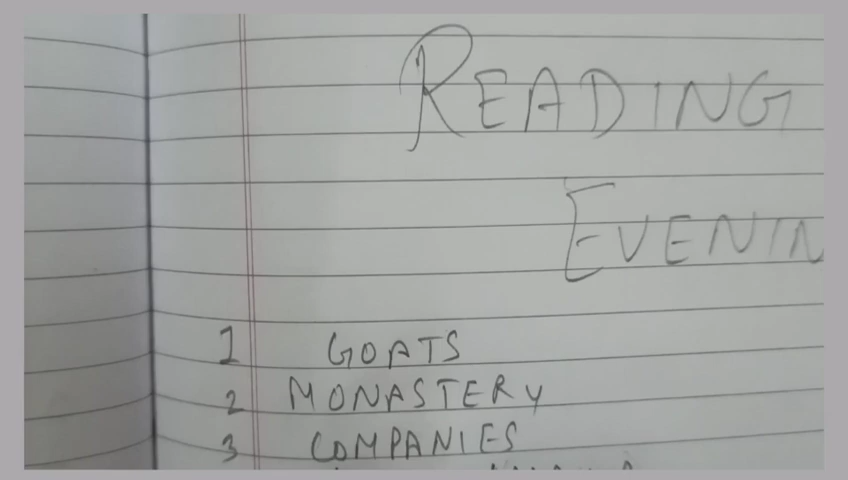 READING
EVENIN
1 GOATS
2 MONASTERY
3 COMPANIES